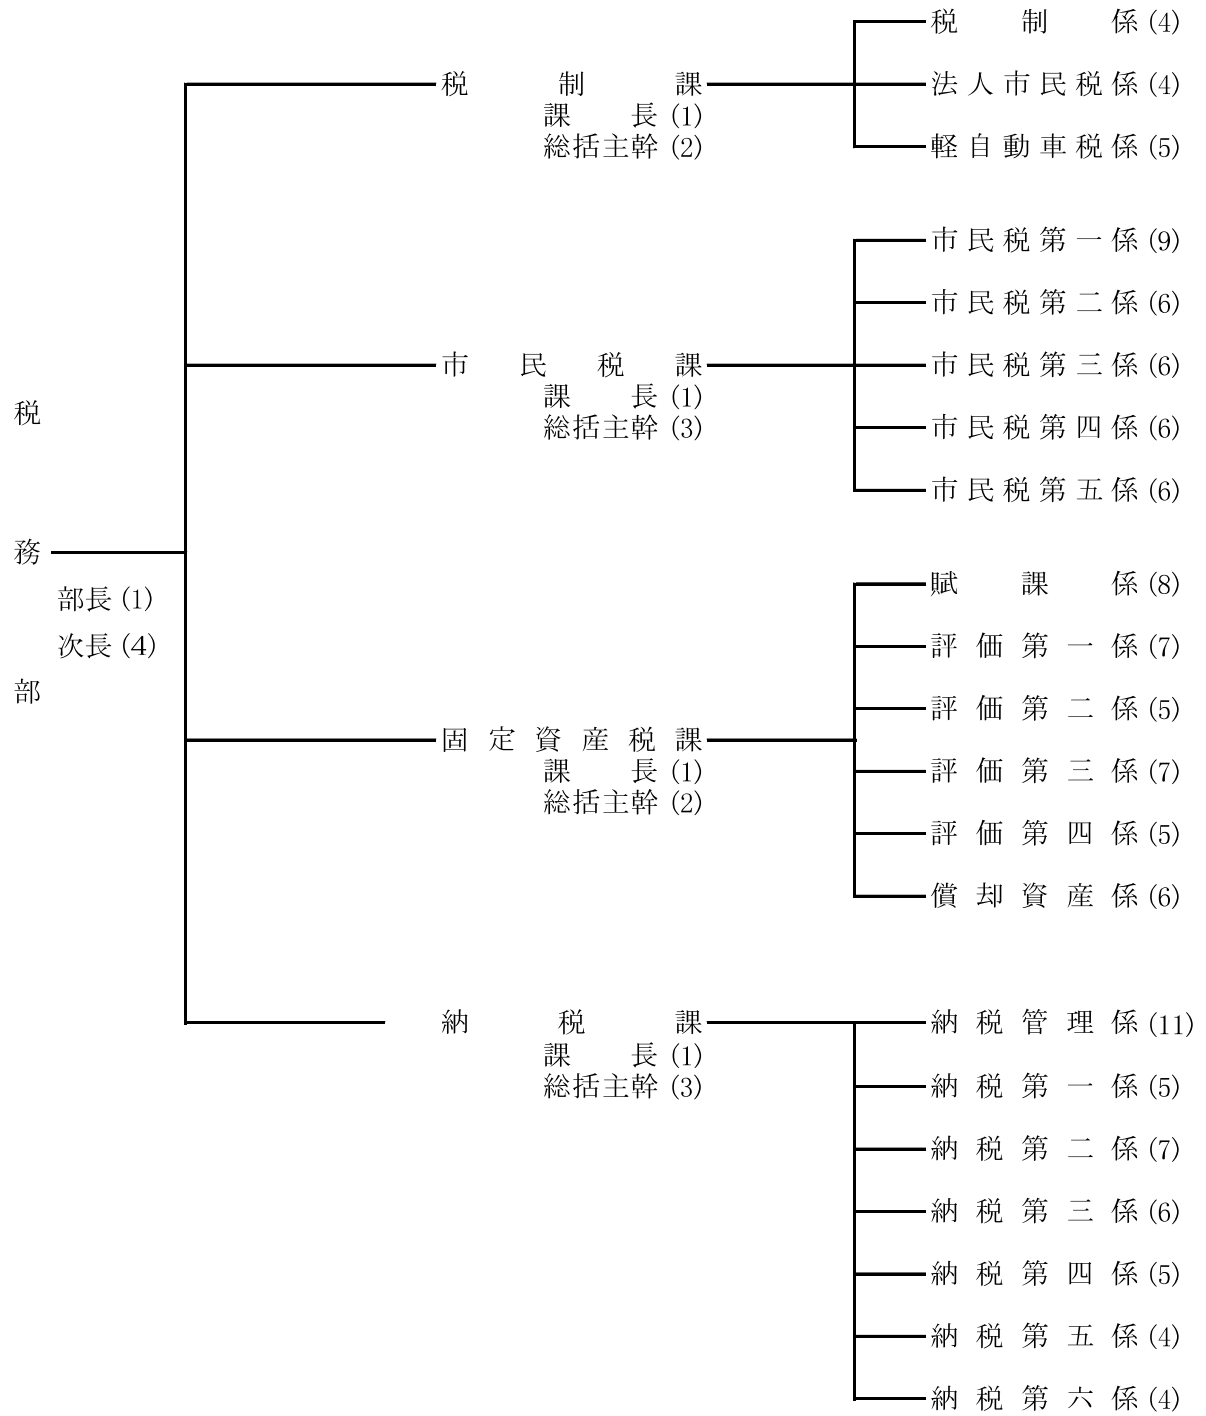 税務部
部長 (1)
次長 (4)
税制課
課長 (1)
総括主幹 (2)
税制係 (4)
法人市民税係 (4)
軽自動車税係 (5)
市民税課
課長 (1)
総括主幹 (3)
市民税第一係 (9)
市民税第二係 (6)
市民税第三係 (6)
市民税第四係 (6)
市民税第五係 (6)
固定資産税課
課長 (1)
総括主幹 (2)
賦課係 (8)
評価第一係 (7)
評価第二係 (5)
評価第三係 (7)
評価第四係 (5)
償却資産係 (6)
納税課
課長 (1)
総括主幹 (3)
納税管理係 (11)
納税第一係 (5)
納税第二係 (7)
納税第三係 (6)
納税第四係 (5)
納税第五係 (4)
納税第六係 (4)